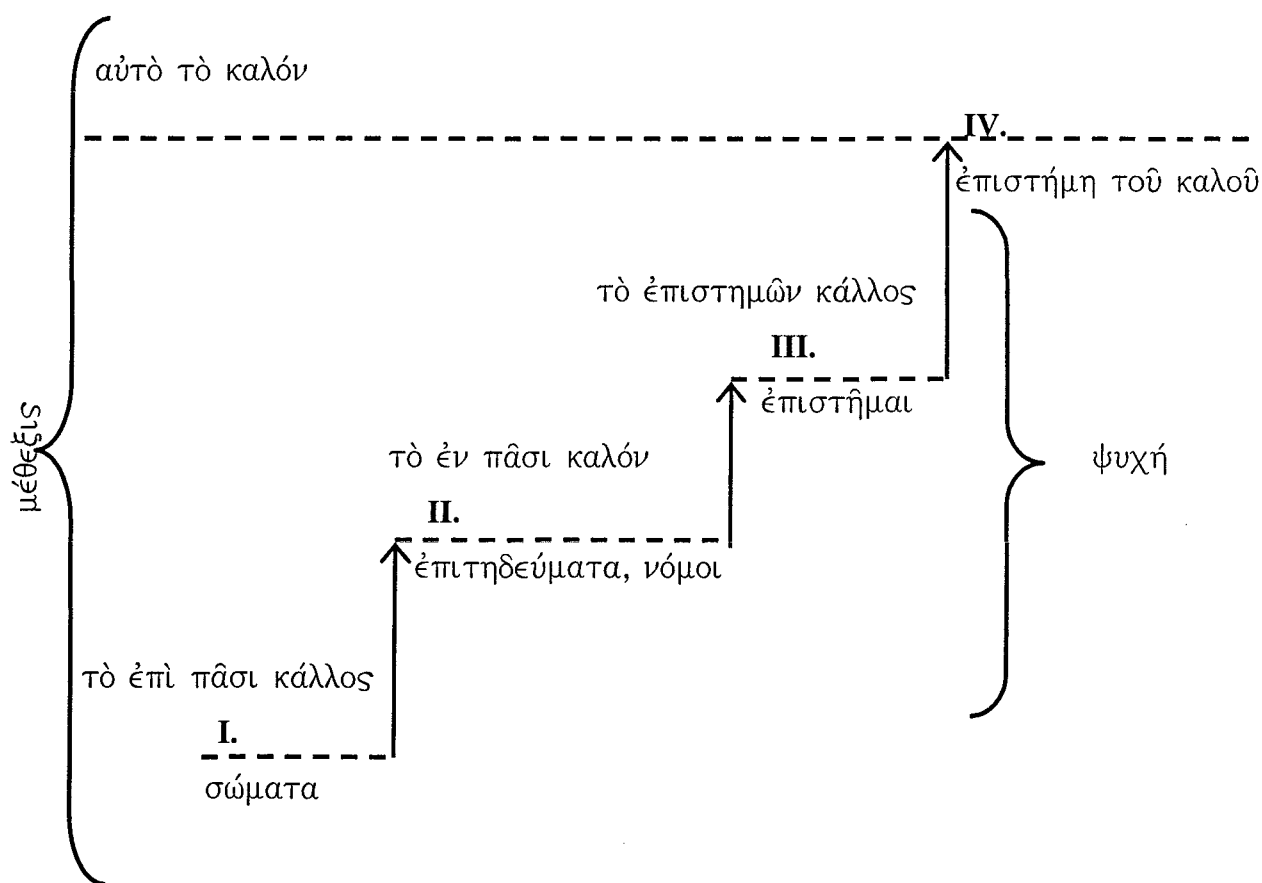 αὐτὸ τὸ καλόν
IV.
ἐπιστήμη τοῦ καλοῦ
τὸ ἐπιστημῶν κάλλος
III.
ἐπιστῆμαι
τὸ ἐν πᾶσι καλόν
ψυχή
μέθεξις
II.
ἐπιτηδεύματα, νόμοι
τὸ ἐπὶ πᾶσι κάλλος
I.
σώματα